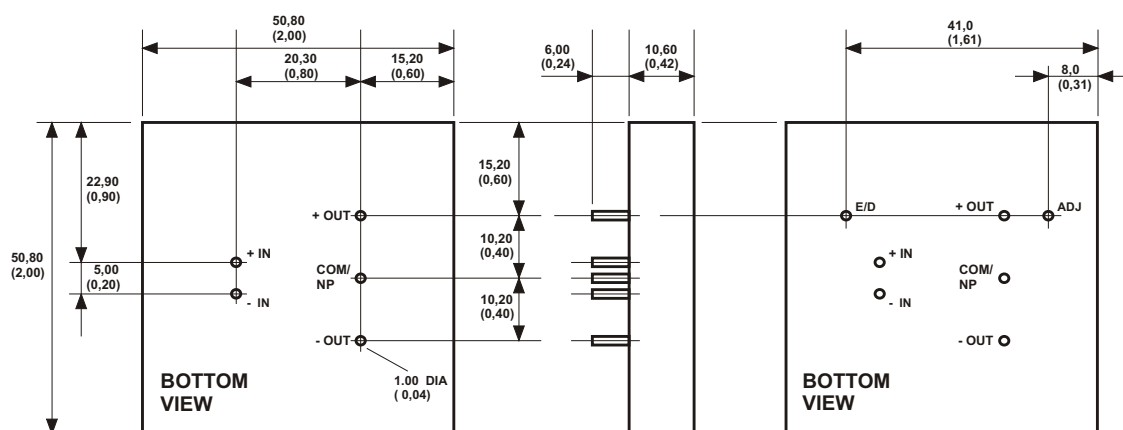 50,80
(2,00)
20,30
(0,80)
15,20
(0,60)
6,00
(0,24)
10,60
(0,42)
41,0
(1,61)
8,0
(0,31)
22,90
(0,90)
50,80
(2,00)
5,00
(0,20)
+ OUT
+ IN
COM/
NP
- IN
- OUT
1.00 DIA
( 0,04)
BOTTOM
VIEW
15,20
(0,60)
10,20
(0,40)
10,20
(0,40)
E/D
+ OUT
ADJ
+ IN
COM/
NP
- IN
- OUT
BOTTOM
VIEW